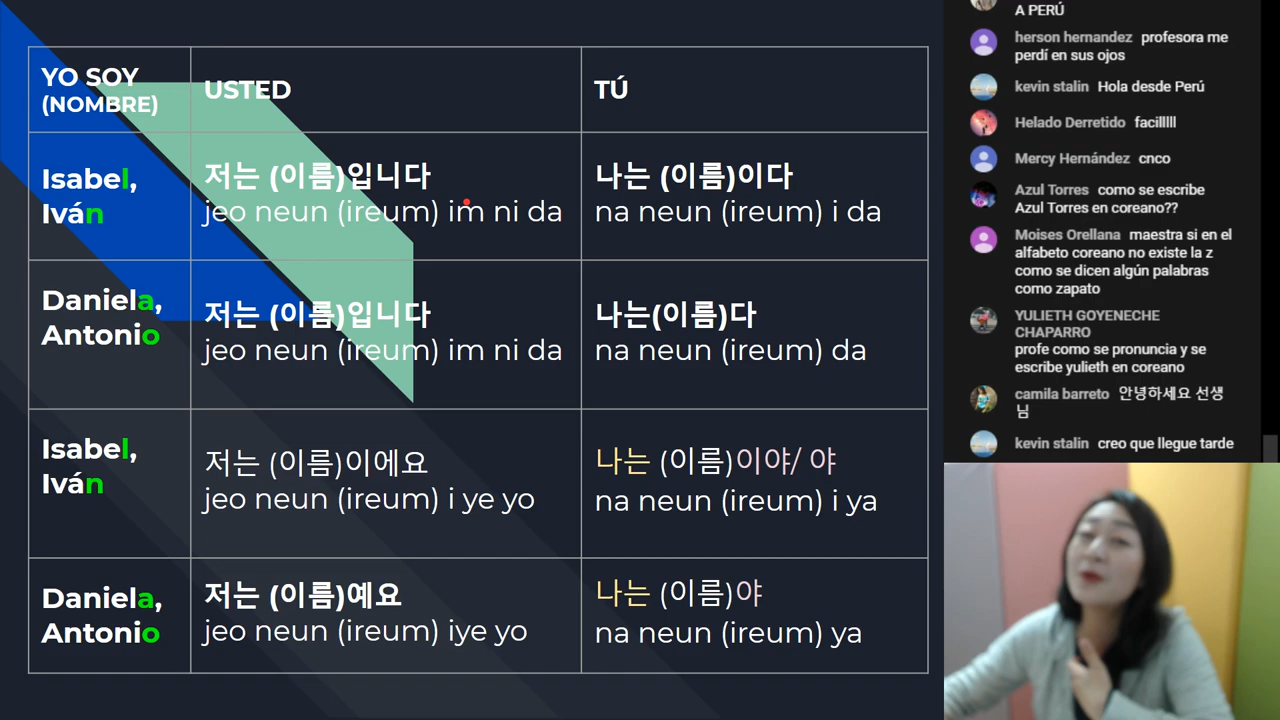 YO SOY
(NOMBRE)
USTED
TÚ
Isabel,
Iván
저는 (이름)입니다
jeo neun (ireum) im ni da
나는 (이름)이다
na neun (ireum) i da
Daniela,
Antonio
저는 (이름)입니다
jeo neun (ireum) im ni da
나는(이름)다
na neun (ireum) da
Isabel,
Iván
저는 (이름)이에요
jeo neun (ireum) i ye yo
나는 (이름)이야/ 야
na neun (ireum) i ya
Daniela,
Antonio
저는 (이름)예요
jeo neun (ireum) iye yo
나는 (이름)야
na neun (ireum) ya
A PERÚ
herson hernandez profesora me
perdí en sus ojos
kevin stalin Hola desde Perú
Helado Derretido facilllll
Mercy Hernández cnco
Azul Torres como se escribe
Azul Torres en coreano??
Moises Orellana maestra si en el
alfabeto coreano no existe la z
como se dicen algún palabras
como zapato
YULIETH GOYENECHE
CHAPARRO
profe como se pronuncia y se
escribe yulieth en coreano
camila barreto 안녕하세요 선생
님
kevin stalin creo que llegue tarde